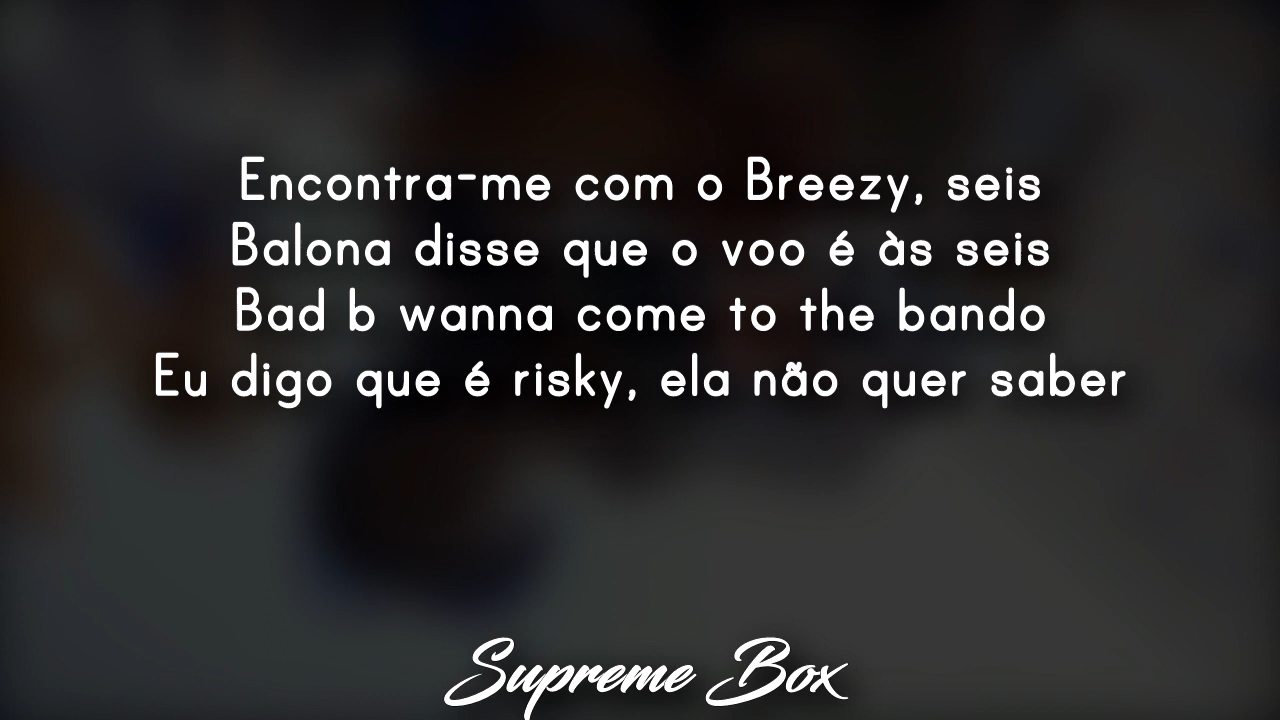 Encontra-me com o Breezy, seis
Balona disse que o voo é às seis
Bad b wanna come to the bando
Eu digo que é risky, ela não quer saber
Supreme Box